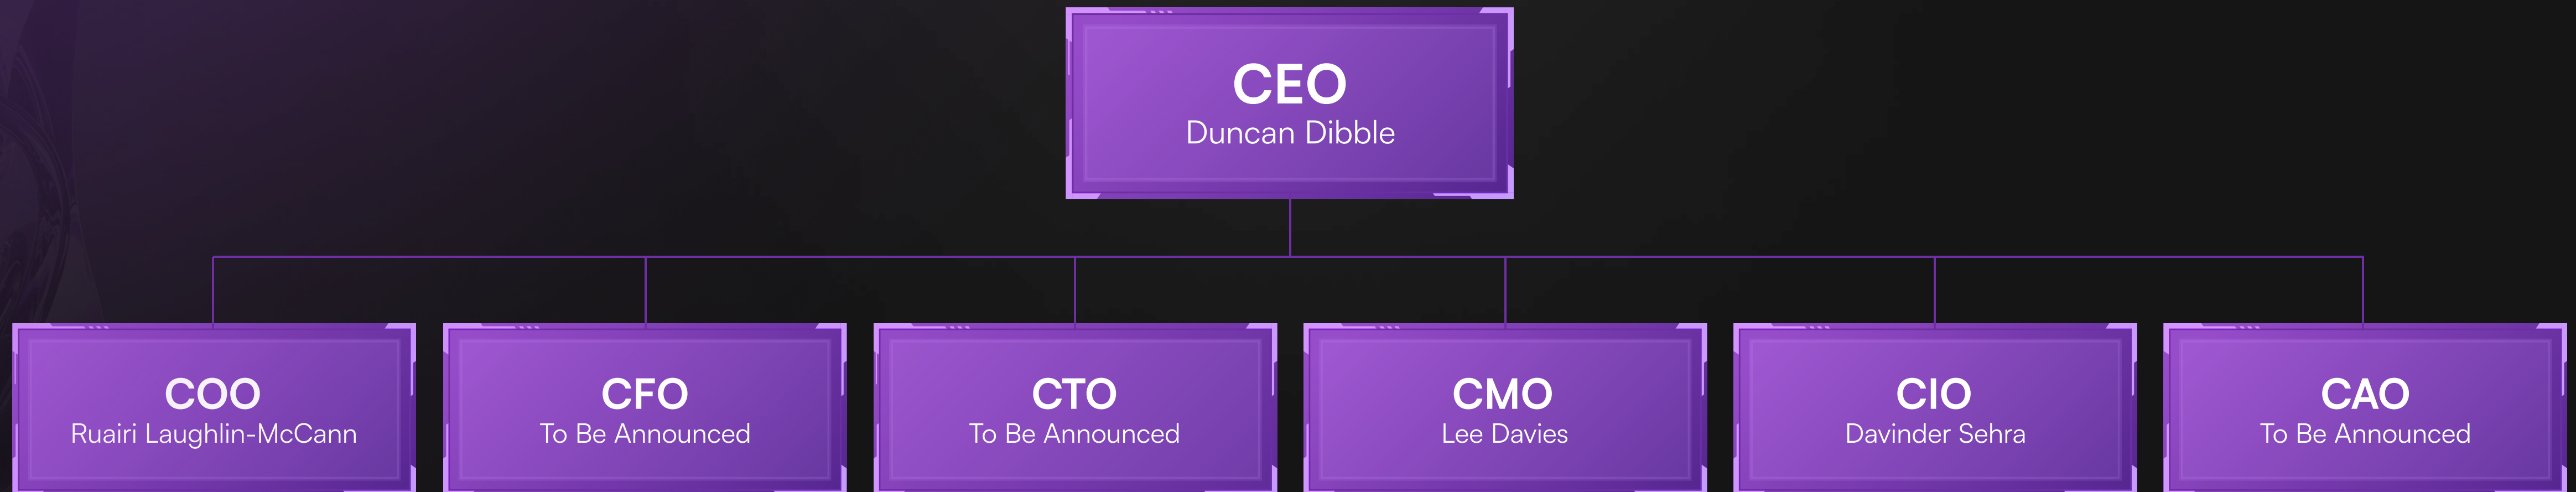 CEO
Duncan Dibble
COO
Ruairi Laughlin-McCann
CFO
To Be Announced
CTO
To Be Announced
CMO
Lee Davies
CIO
Davinder Sehra
CAO
To Be Announced